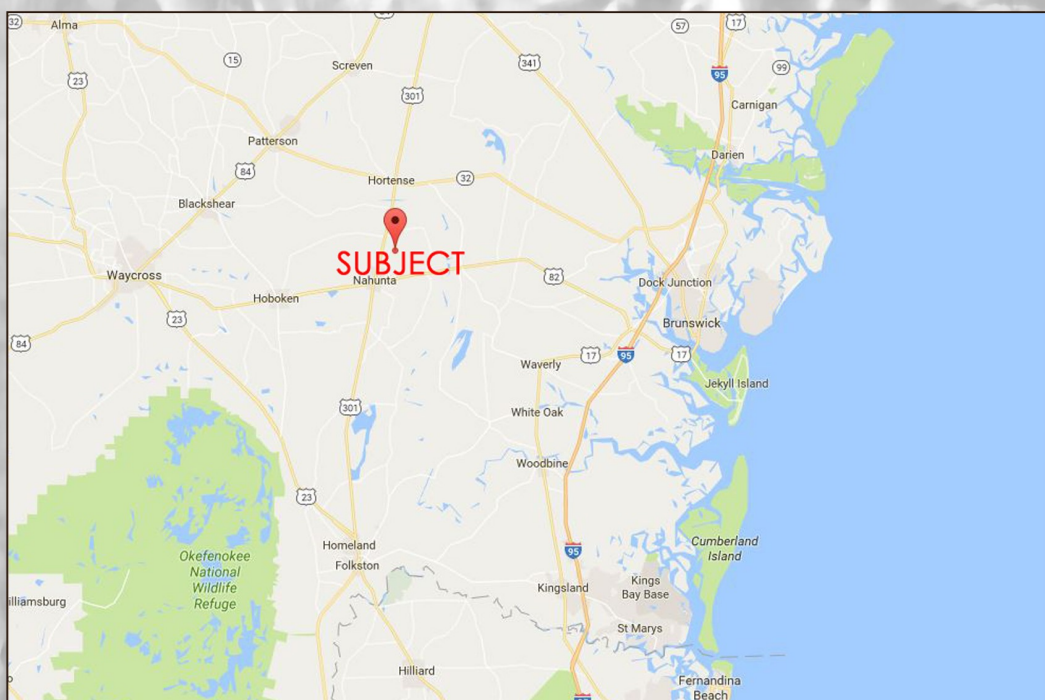 32
Alma
57
17
15
Screven
341
95
99
23
301
Carnigan
Patterson
Darien
84
Hortense
32
Blackshear
SUBJECT
Waycross
Nahunta
82
Dock Junction
Hoboken
23
Brunswick
84
17
95
17
Waverly
Jekyll Island
301
White Oak
Woodbine
23
Cumberland
Island
Homeland
95
Okefenokee
National
Wildlife
Refuge
Folkston
Kingsland
Kings
Bay Base
illiamsburg
St Marys
Hilliard
Fernandina
Beach